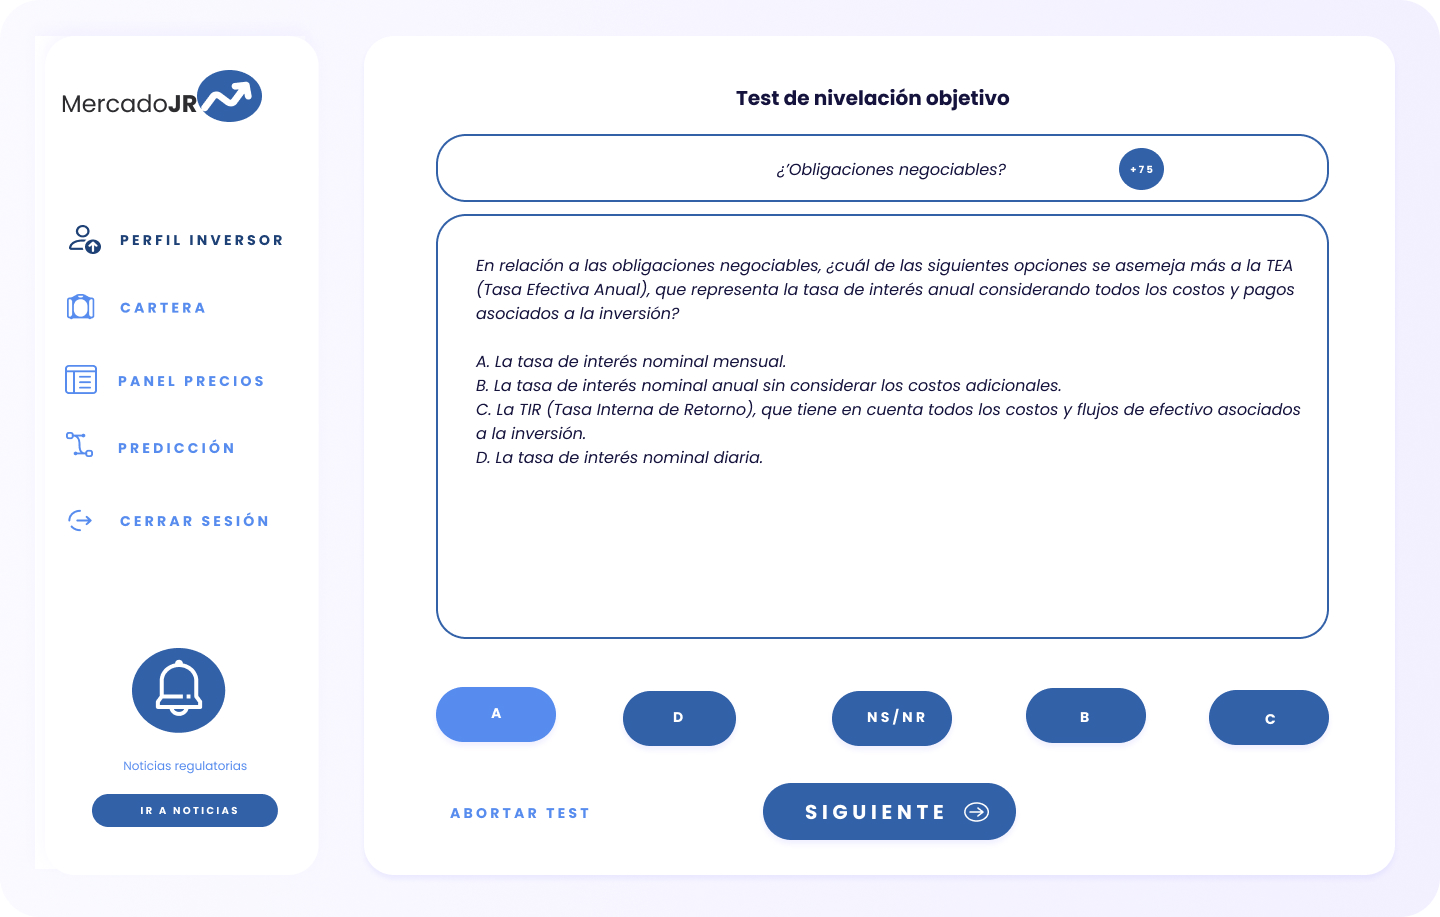 MercadoJR
PERFIL INVERSOR
CARTERA
PANEL PRECIOS
PREDICCIÓN
CERRAR SESIÓN
Noticias regulatorias
IR A NOTICIAS
Test de nivelación objetivo
¿’Obligaciones negociables?
+75
En relación a las obligaciones negociables, ¿cuál de las siguientes opciones se asemeja más a la TEA
(Tasa Efectiva Anual), que representa la tasa de interés anual considerando todos los costos y pagos
asociados a la inversión?
A. La tasa de interés nominal mensual.
B. La tasa de interés nominal anual sin considerar los costos adicionales.
C. La TIR (Tasa Interna de Retorno), que tiene en cuenta todos los costos y flujos de efectivo asociados
a la inversión.
D. La tasa de interés nominal diaria.
A
D
NS/NR
B
C
ABORTAR TEST
SIGUIENTE